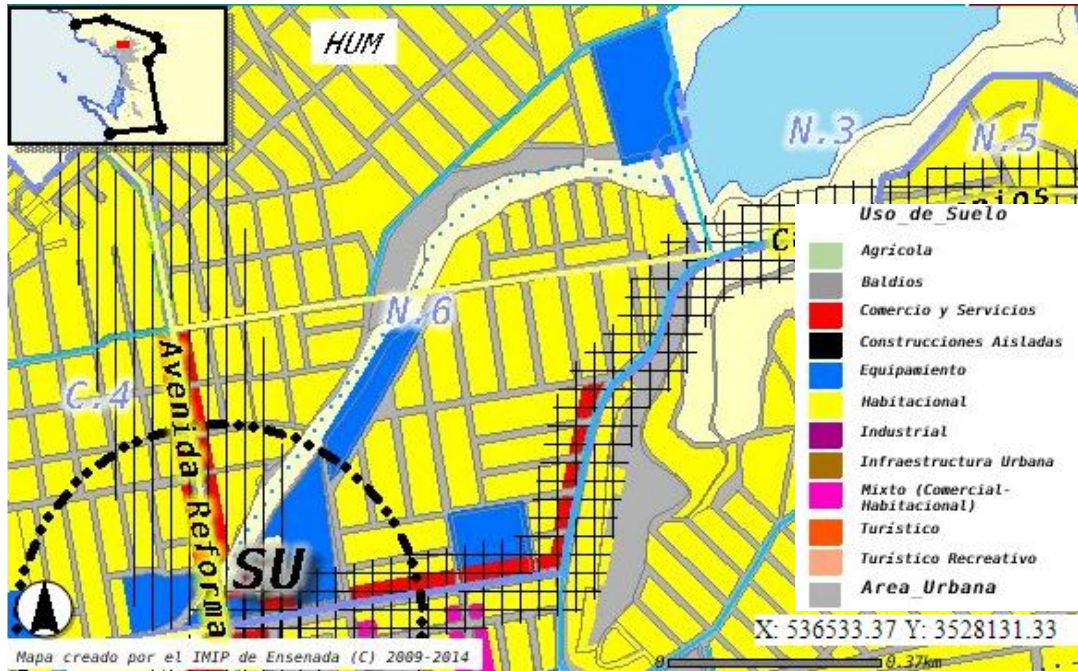 HUM
N.3
N.5
Uso_de_Suelo
Agrícola
Baldios
Comercio y Servicios
Construcciones Aisladas
Equipamiento
Habitacional
Industrial
Infraestructura Urbana
Mixto (Comercial-
Habitacional)
Turístico
Turístico Recreativo
Area_Urbana
N.6
C.4
Avenida Reforma
SU
X: 536533.37 Y: 3528131.33
Mapa creado por el IMIP de Ensenada (C) 2009-2014
0 0.37km